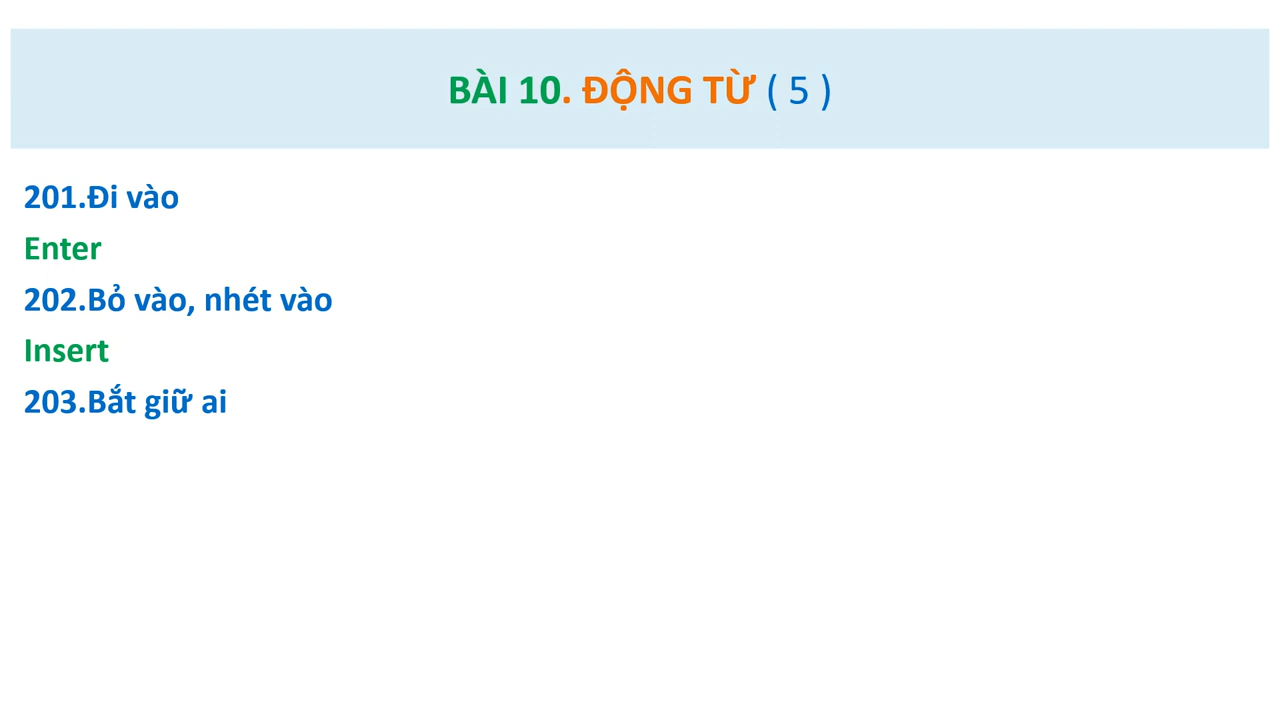 BÀI 10. ĐỘNG TỪ ( 5 )
201.Đi vào
Enter
202.Bỏ vào, nhét vào
Insert
203.Bắt giữ ai